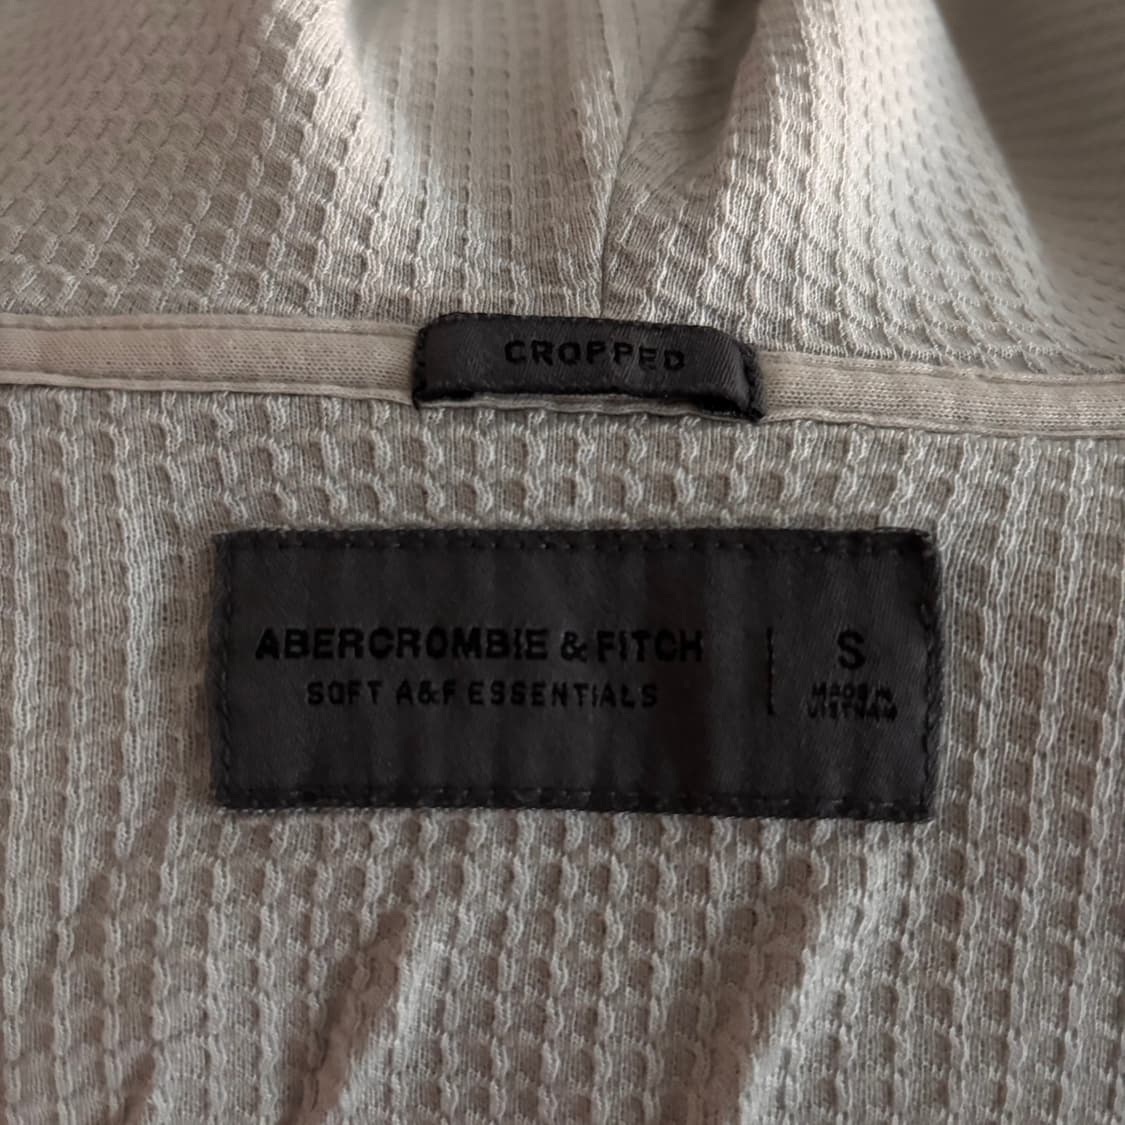 CROPPED
ABERCROMBIE & FITCH
SOFT A&F ESSENTIALS
S
MADE IN
VIETNAM